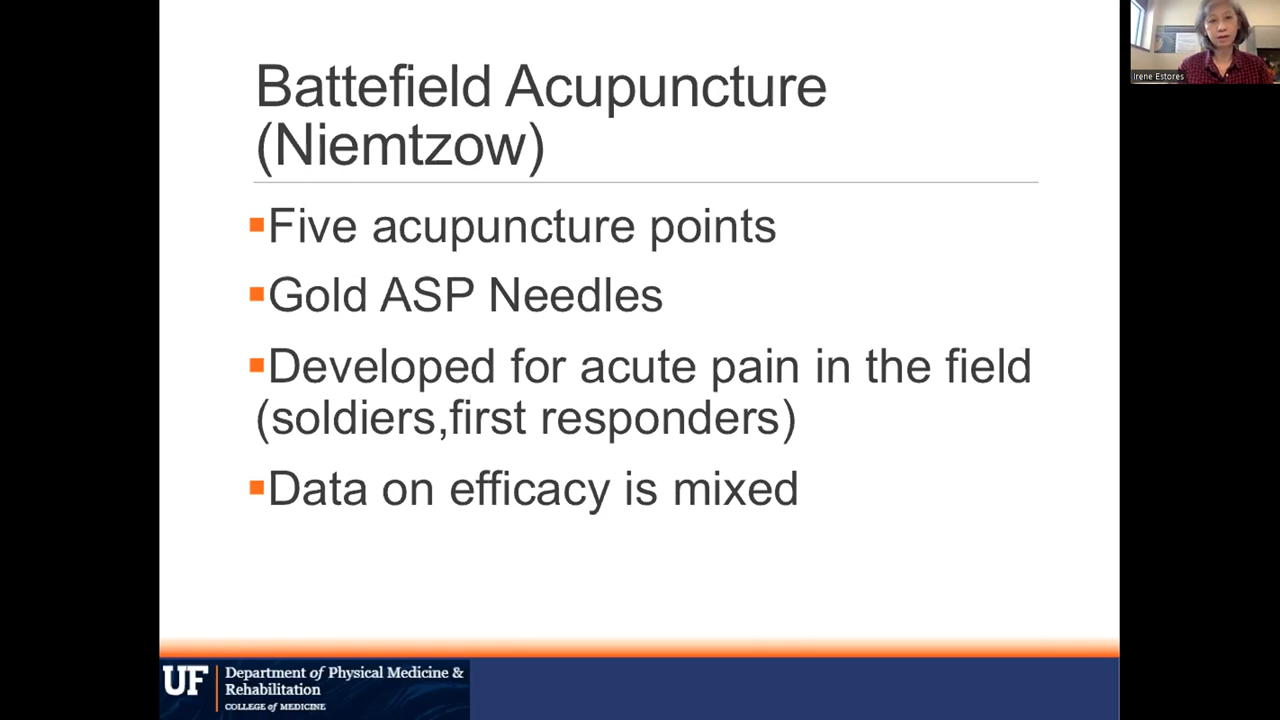 Battefield Acupuncture
(Niemtzow)
▪Five acupuncture points
▪Gold ASP Needles
▪Developed for acute pain in the field
(soldiers,first responders)
▪Data on efficacy is mixed
Irene Estores
UF
Department of Physical Medicine &
Rehabilitation
COLLEGE of MEDICINE